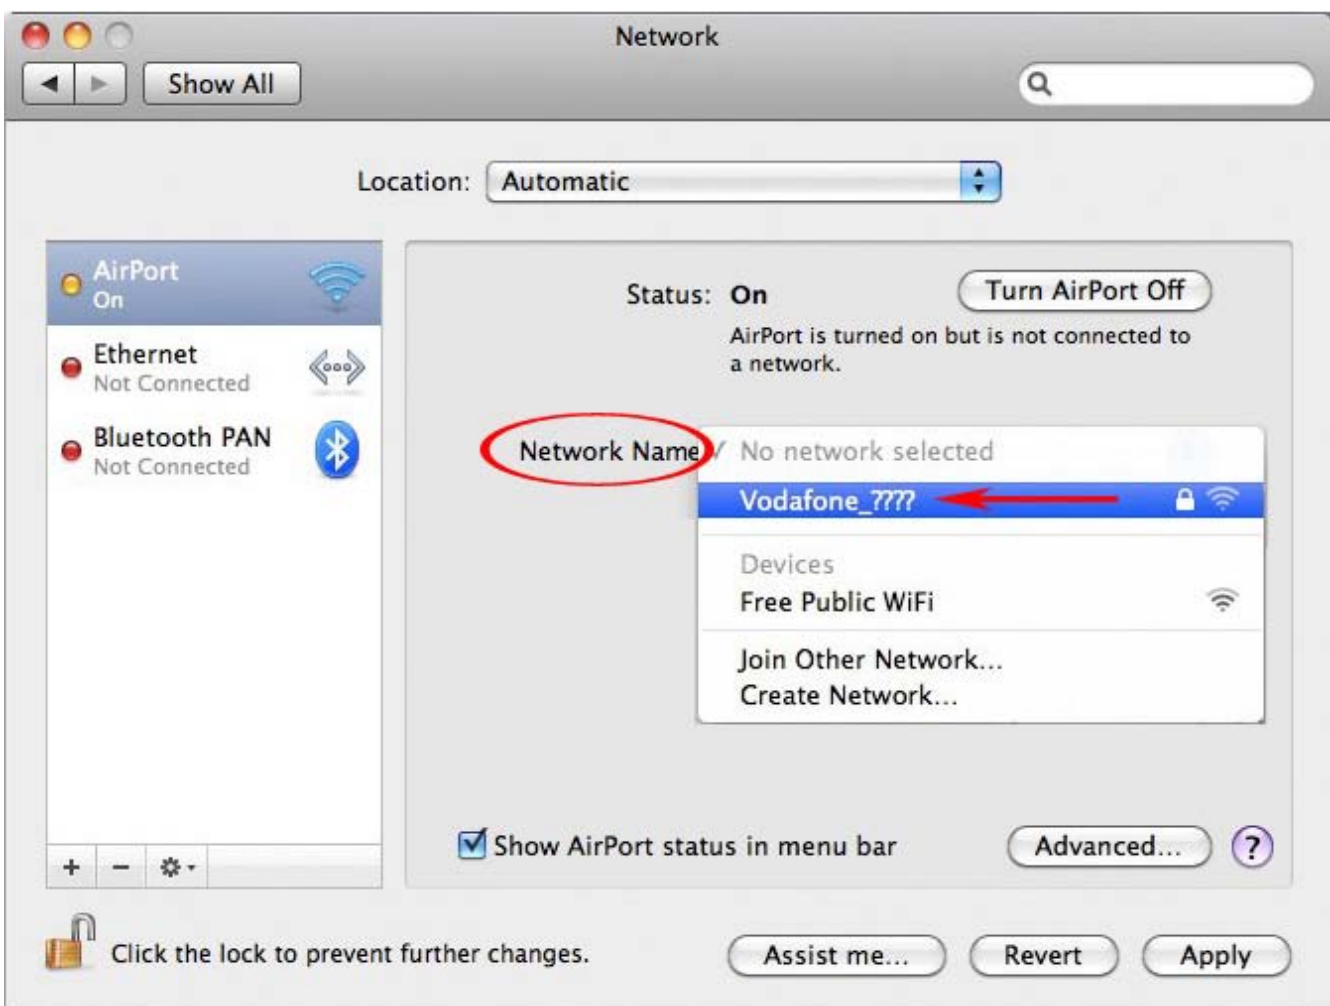 Network
Show All
Location: Automatic
AirPort
On
Ethernet
Not Connected
Bluetooth PAN
Not Connected
Status: On
Turn AirPort Off
AirPort is turned on but is not connected to
a network.
Network Name
✓ No network selected
Vodafone_????
Devices
Free Public WiFi
Join Other Network...
Create Network...
Show AirPort status in menu bar
Advanced...
?
+ −
Click the lock to prevent further changes.
Assist me...
Revert
Apply